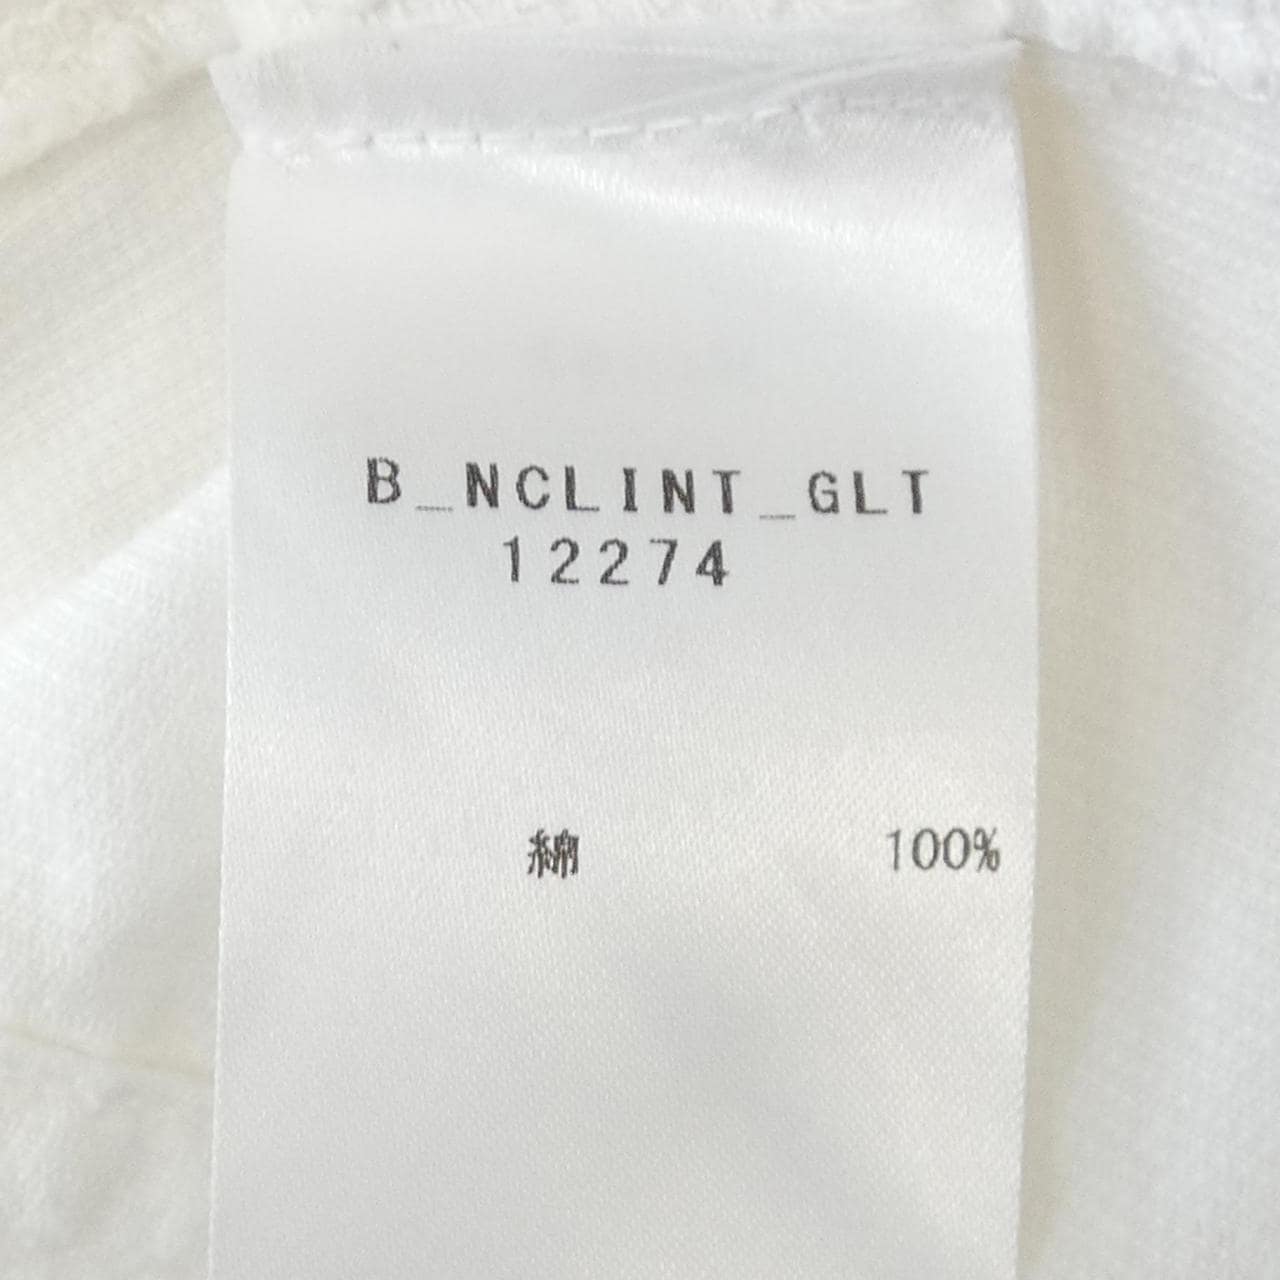 B_NCLINT_GLT
12274
綿 100%